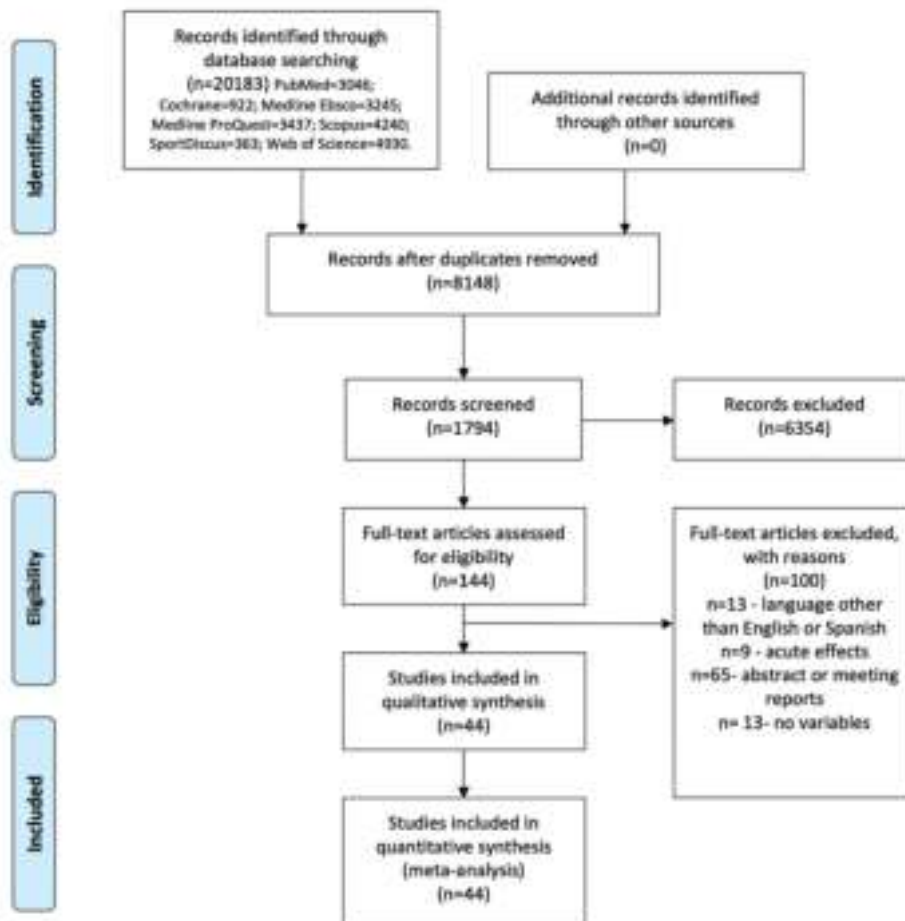 Identification
Records identified through
database searching
(n=20183) PubMed=3046;
Cochrane=922; Medline Ebsco=3245;
Medline ProQuest=3437; Scopus=4240;
SportDiscus=363; Web of Science=4930.
Additional records identified
through other sources
(n=0)
Records after duplicates removed
(n=8148)
Screening
Records screened
(n=1794)
Records excluded
(n=6354)
Eligibility
Full-text articles assessed
for eligibility
(n=144)
Full-text articles excluded,
with reasons
(n=100)
n=13 - language other
than English or Spanish
n=9 - acute effects
n=65- abstract or meeting
reports
n= 13- no variables
Studies included in
qualitative synthesis
(n=44)
Included
Studies included in
quantitative synthesis
(meta-analysis)
(n=44)